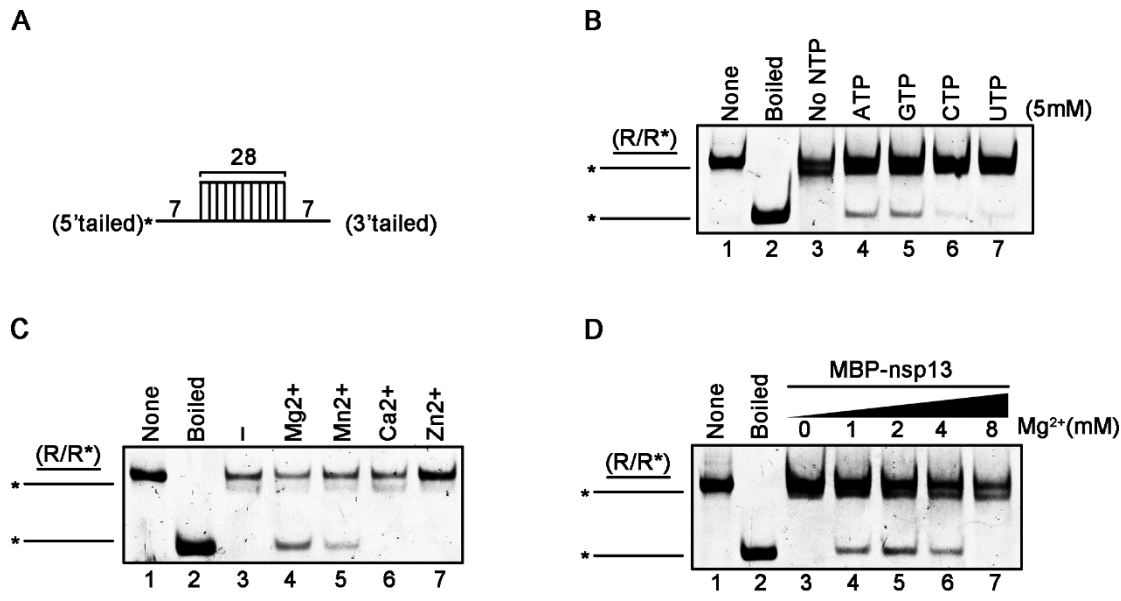 A
28
7
7
(5'tailed)*
(3'tailed)
B
None
Boiled
No NTP
ATP
GTP
CTP
UTP
(5mM)
(R/R*)
*
*
1 2 3 4 5 6 7
C
None
Boiled
–
Mg2+
Mn2+
Ca2+
Zn2+
(R/R*)
*
*
1 2 3 4 5 6 7
D
MBP-nsp13
None
Boiled
0 1 2 4 8 Mg²⁺(mM)
(R/R*)
*
*
1 2 3 4 5 6 7